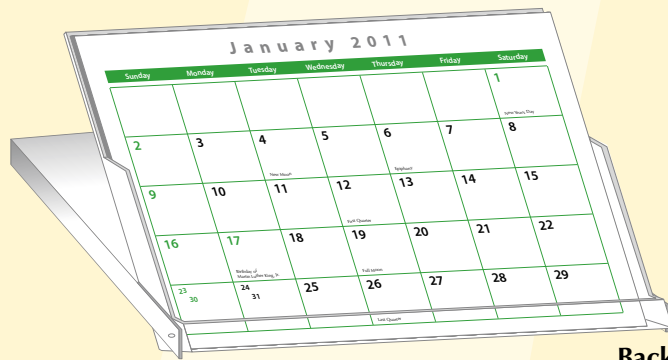 January 2011
Sunday Monday Tuesday Wednesday Thursday Friday Saturday
1
New Year's Day
2 3 4 5 6 7 8
New Moon Epiphany
9 10 11 12 13 14 15
First Quarter
16 17 18 19 20 21 22
Birthday of
Martin Luther King, Jr. Full Moon
23 24 25 26 27 28 29
30 31
Last Quarter
Back